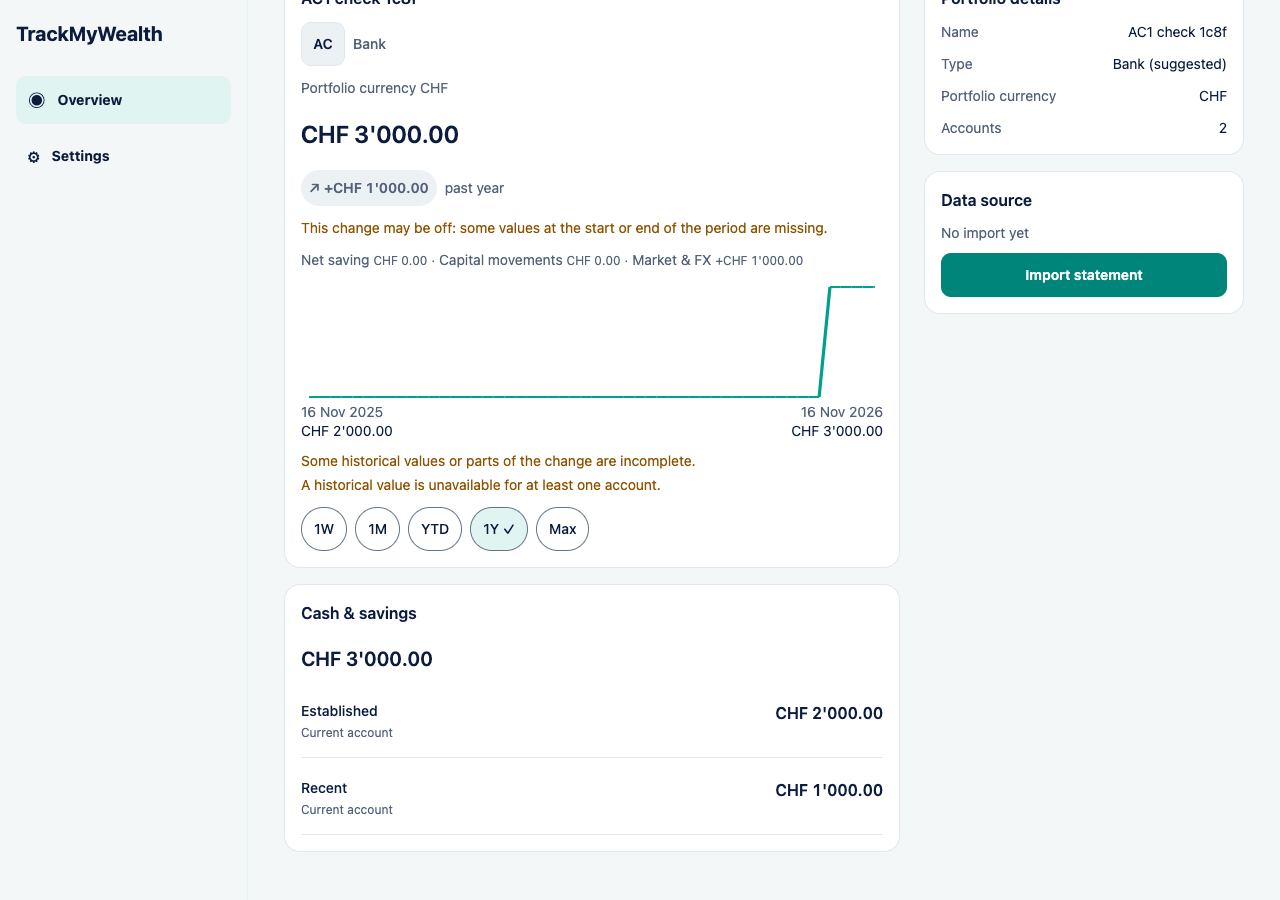 TrackMyWealth
Overview
Settings
AC1 check 1c8f
AC
Bank
Portfolio currency CHF
CHF 3'000.00
+CHF 1'000.00
past year
This change may be off: some values at the start or end of the period are missing.
Net saving CHF 0.00 · Capital movements CHF 0.00 · Market & FX +CHF 1'000.00
16 Nov 2025
16 Nov 2026
CHF 2'000.00
CHF 3'000.00
Some historical values or parts of the change are incomplete.
A historical value is unavailable for at least one account.
1W
1M
YTD
1Y ✓
Max
Cash & savings
CHF 3'000.00
Established
CHF 2'000.00
Current account
Recent
CHF 1'000.00
Current account
Portfolio details
Name
AC1 check 1c8f
Type
Bank (suggested)
Portfolio currency
CHF
Accounts
2
Data source
No import yet
Import statement